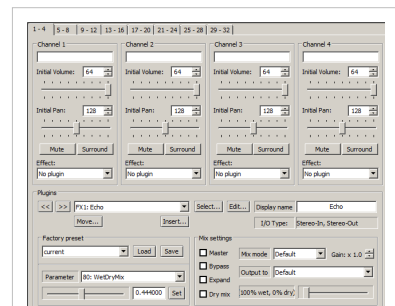 1 - 4 5 - 8 9 - 12 13 - 16 17 - 20 21 - 24 25 - 28 29 - 32
Channel 1 Channel 2 Channel 3 Channel 4
Initial Volume: 64 Initial Volume: 64 Initial Volume: 64 Initial Volume: 64
Initial Pan: 128 Initial Pan: 128 Initial Pan: 128 Initial Pan: 128
Mute Surround Mute Surround Mute Surround Mute Surround
Effect: Effect: Effect: Effect:
No plugin No plugin No plugin No plugin
Plugins
<< >> FX1: Echo Select... Edit... Display name Echo
Move... Insert... I/O Type: Stereo-In, Stereo-Out
Factory preset Mix settings
current Load Save Master Mix mode Default Gain: x 1.0
Bypass
Parameter 80: WetDryMix Expand Output to Default
0.444000 Set Dry mix 100% wet, 0% dry